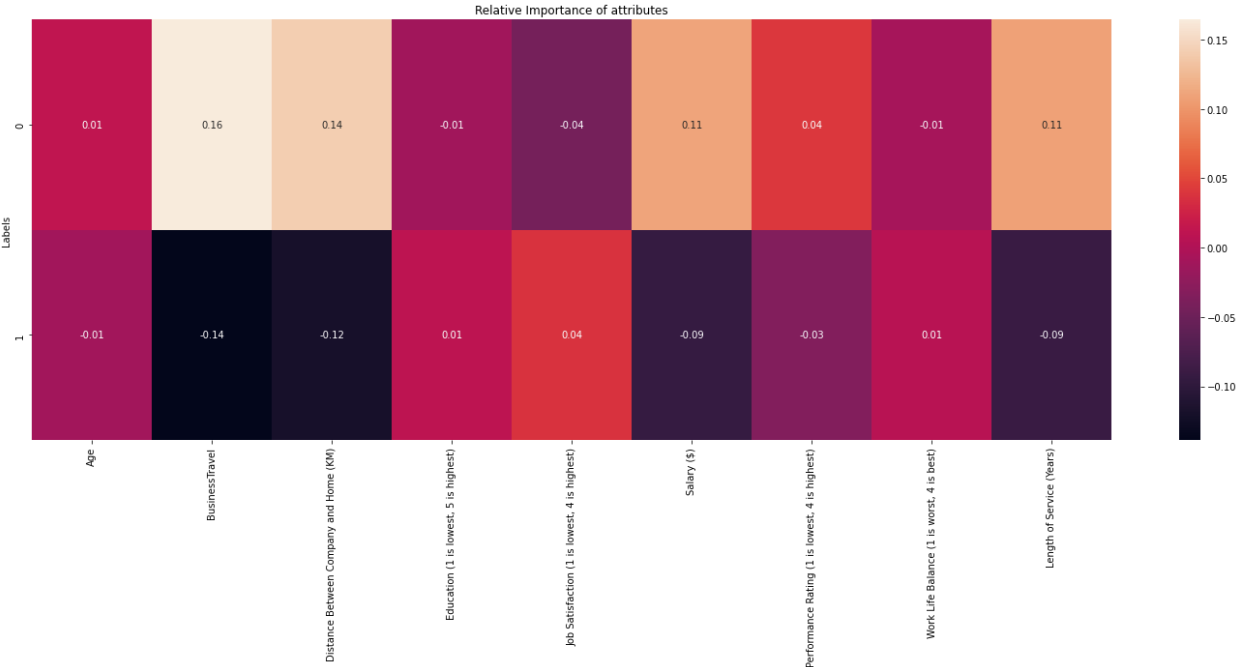 Relative Importance of attributes
Labels
0
0.01
0.16
0.14
-0.01
-0.04
0.11
0.04
-0.01
0.11
1
-0.01
-0.14
-0.12
0.01
0.04
-0.09
-0.03
0.01
-0.09
Age
BusinessTravel
Distance Between Company and Home (KM)
Education (1 is lowest, 5 is highest)
Job Satisfaction (1 is lowest, 4 is highest)
Salary ($)
Performance Rating (1 is lowest, 4 is highest)
Work Life Balance (1 is worst, 4 is best)
Length of Service (Years)
0.15
0.10
0.05
0.00
−0.05
−0.10